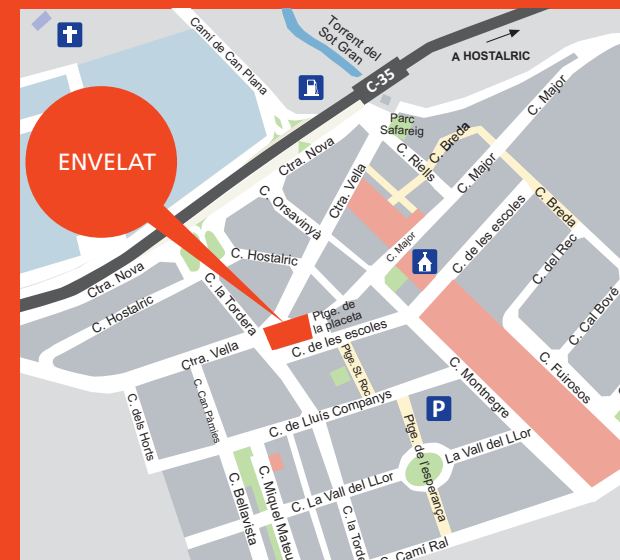 Camí de Can Plana
Torrent del
Sot Gran
A HOSTALRIC
C-35
ENVELAT
Parc
Safareig
C. Major
C. Breda
C. Riells
C. Major
Ctra. Nova
Ctra. Vella
C. Orsavinyà
C. Breda
C. de les escoles
C. del Rec
C. Major
C. Hostalric
Ctra. Nova
C. Hostalric
C. la Tordera
C. Cal Bové
Ptge. de
la placeta
C. de les escoles
Ctra. Vella
Ptge. St. Roc
C. Fuirosos
C. Montnegre
C. Can Pàmies
C. dels Horts
C. de Lluís Companys
P
Ptge. de l'esperança
La Vall del LLor
C. La Vall del LLor
C. Bellavista
C. Miquel Mateu
C. la Torde
C. Camí Ral